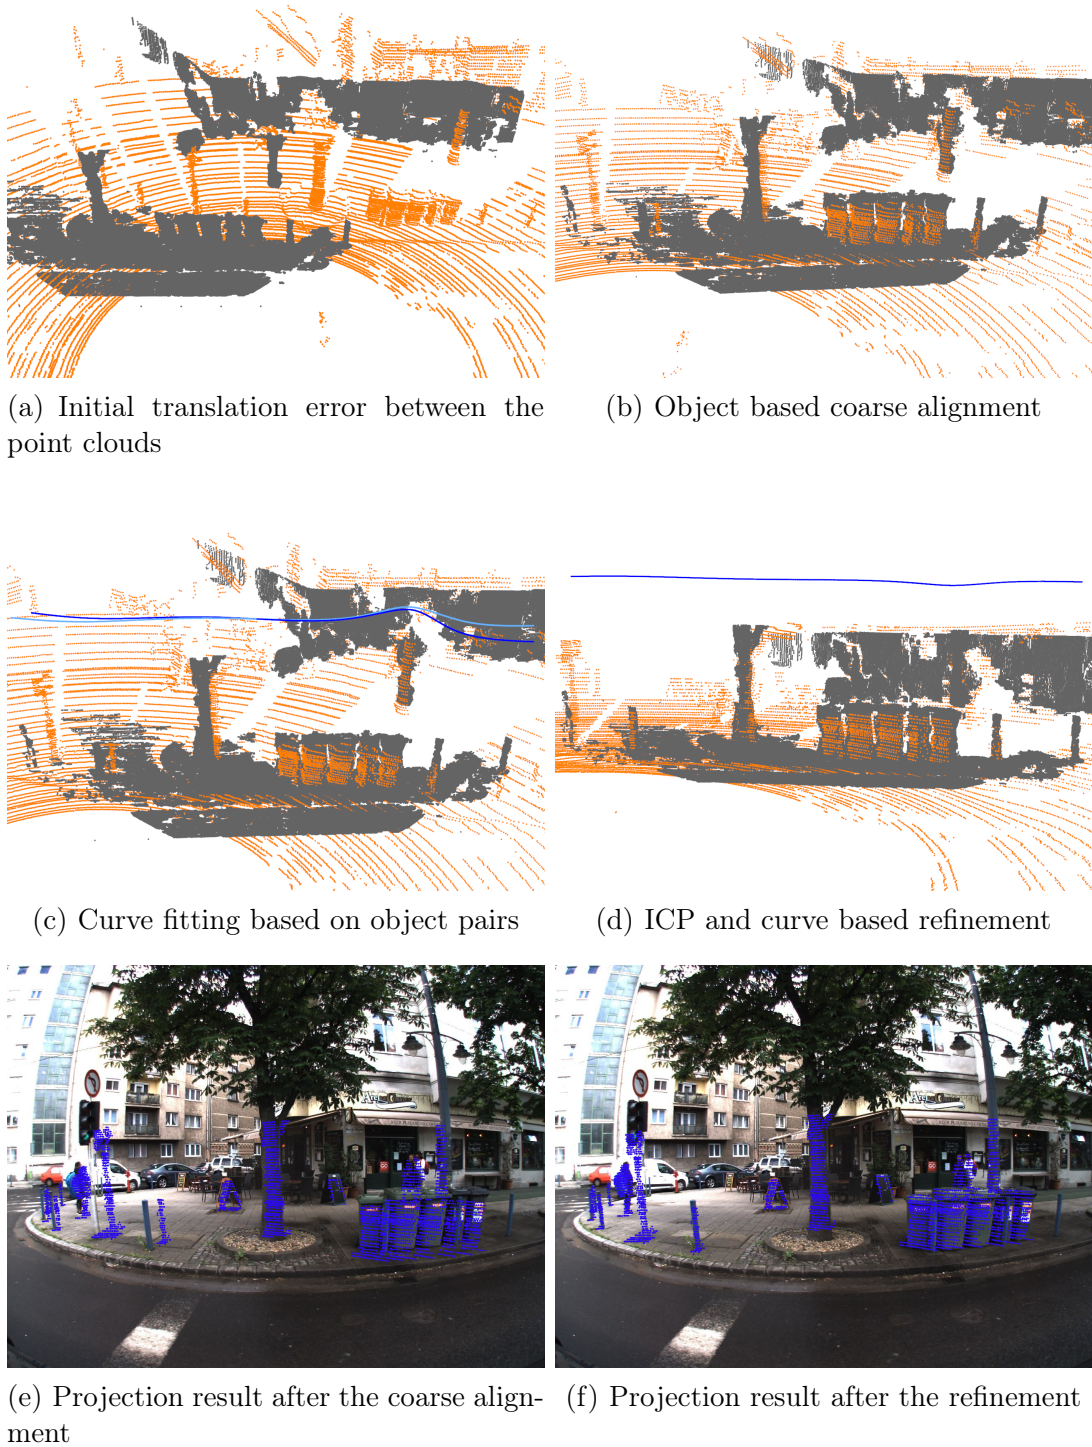 (a) Initial translation error between the
point clouds
(b) Object based coarse alignment
(c) Curve fitting based on object pairs
(d) ICP and curve based refinement
(e) Projection result after the coarse align-
ment
(f) Projection result after the refinement